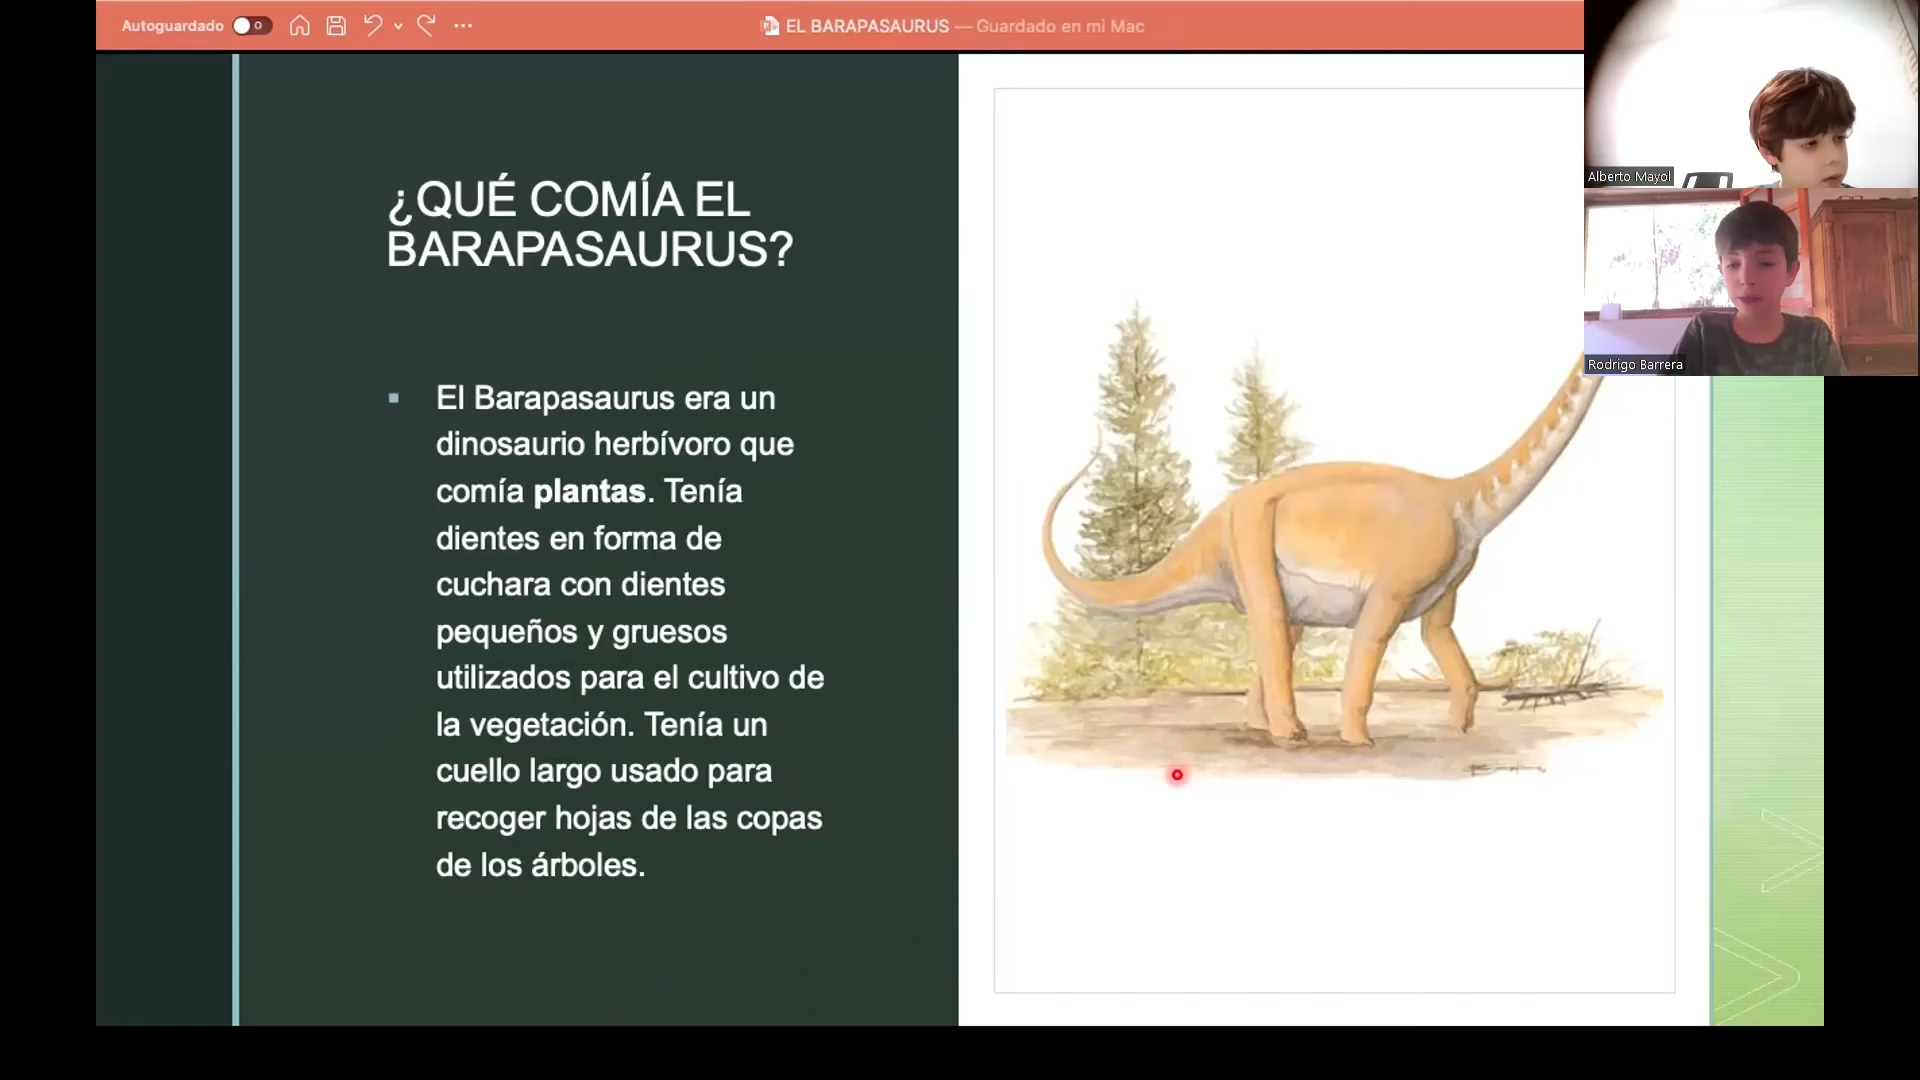 Autoguardado
EL BARAPASAURUS — Guardado en mi Mac
Alberto Mayol
Rodrigo Barrera
¿QUÉ COMÍA EL
BARAPASAURUS?
El Barapasaurus era un
dinosaurio herbívoro que
comía plantas. Tenía
dientes en forma de
cuchara con dientes
pequeños y gruesos
utilizados para el cultivo de
la vegetación. Tenía un
cuello largo usado para
recoger hojas de las copas
de los árboles.